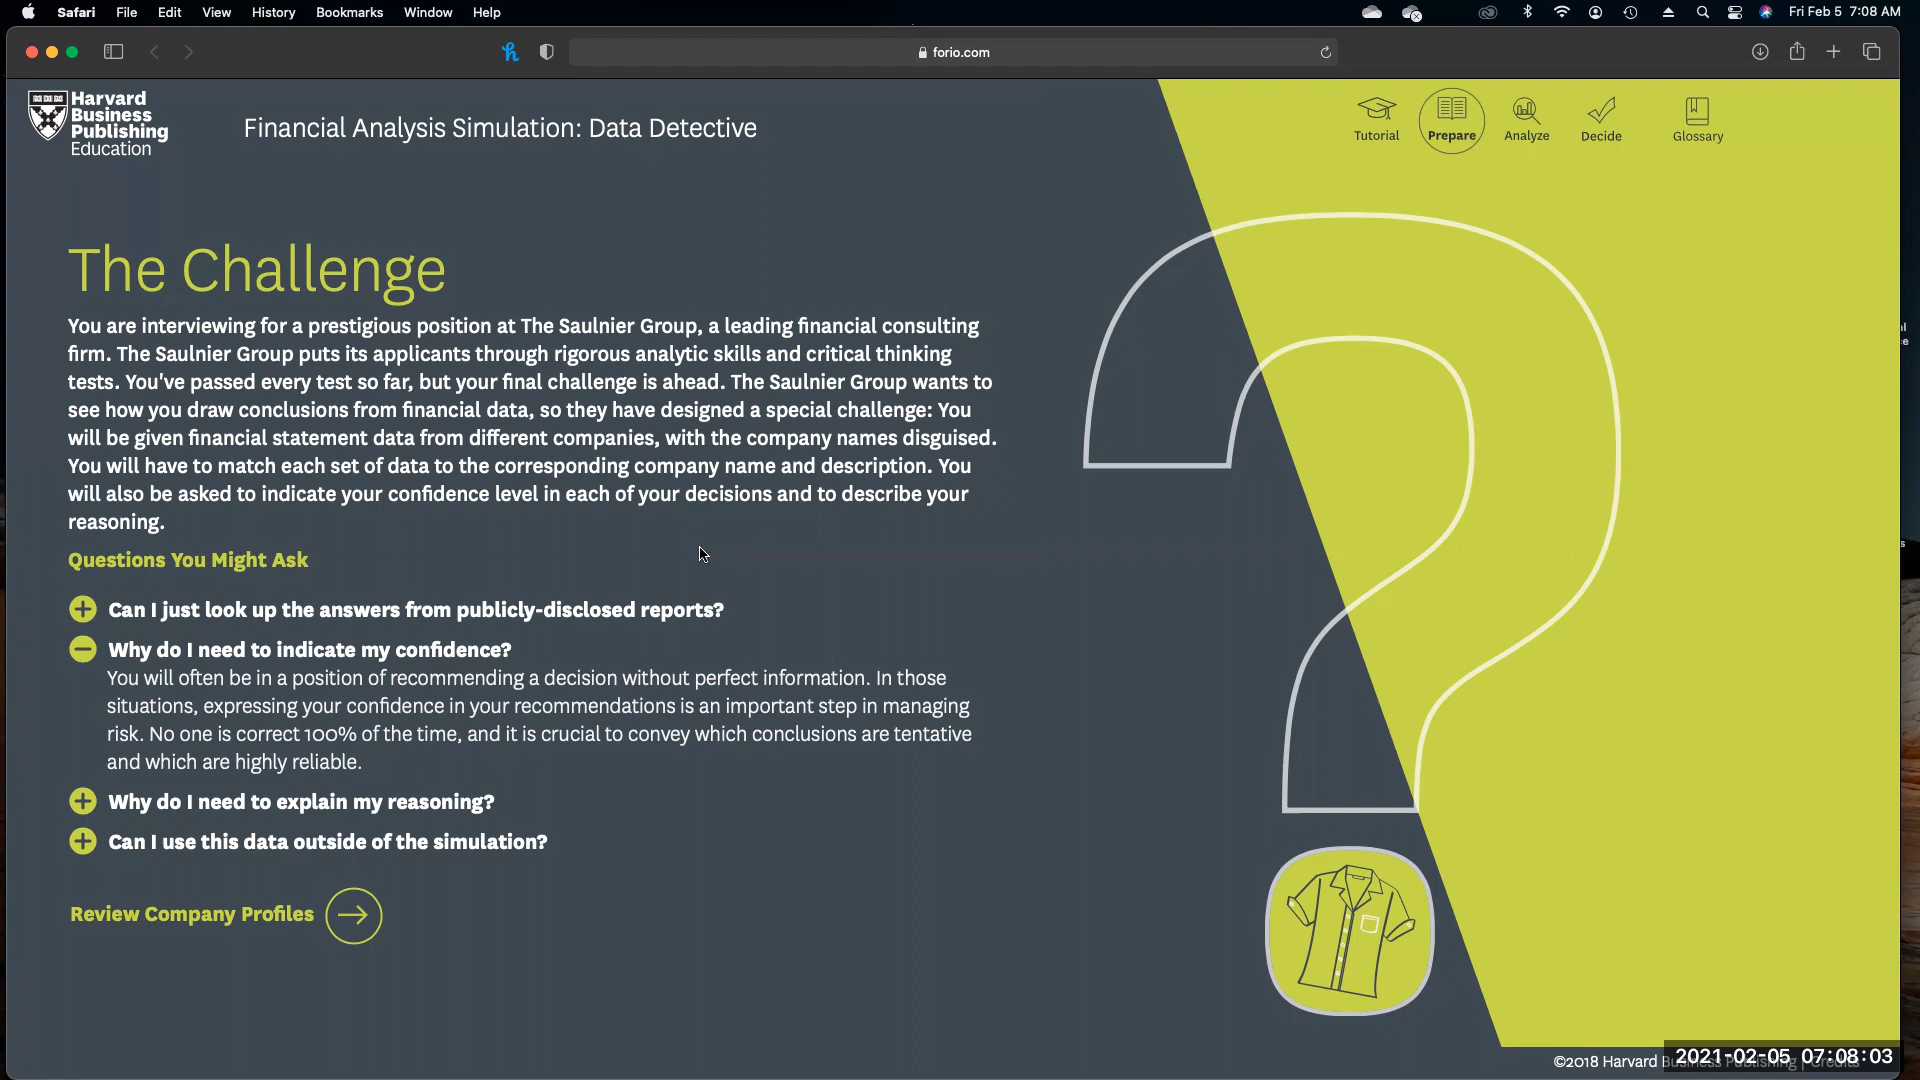 Safari File Edit View History Bookmarks Window Help Fri Feb 5 7:08 AM
forio.com
Harvard
Business
Publishing
Education
Financial Analysis Simulation: Data Detective
Tutorial Prepare Analyze Decide Glossary
The Challenge
You are interviewing for a prestigious position at The Saulnier Group, a leading financial consulting
firm. The Saulnier Group puts its applicants through rigorous analytic skills and critical thinking
tests. You've passed every test so far, but your final challenge is ahead. The Saulnier Group wants to
see how you draw conclusions from financial data, so they have designed a special challenge: You
will be given financial statement data from different companies, with the company names disguised.
You will have to match each set of data to the corresponding company name and description. You
will also be asked to indicate your confidence level in each of your decisions and to describe your
reasoning.
Questions You Might Ask
Can I just look up the answers from publicly-disclosed reports?
Why do I need to indicate my confidence?
You will often be in a position of recommending a decision without perfect information. In those
situations, expressing your confidence in your recommendations is an important step in managing
risk. No one is correct 100% of the time, and it is crucial to convey which conclusions are tentative
and which are highly reliable.
Why do I need to explain my reasoning?
Can I use this data outside of the simulation?
Review Company Profiles
©2018 Harvard Business Publishing | Credits
2021-02-05 07:08:03